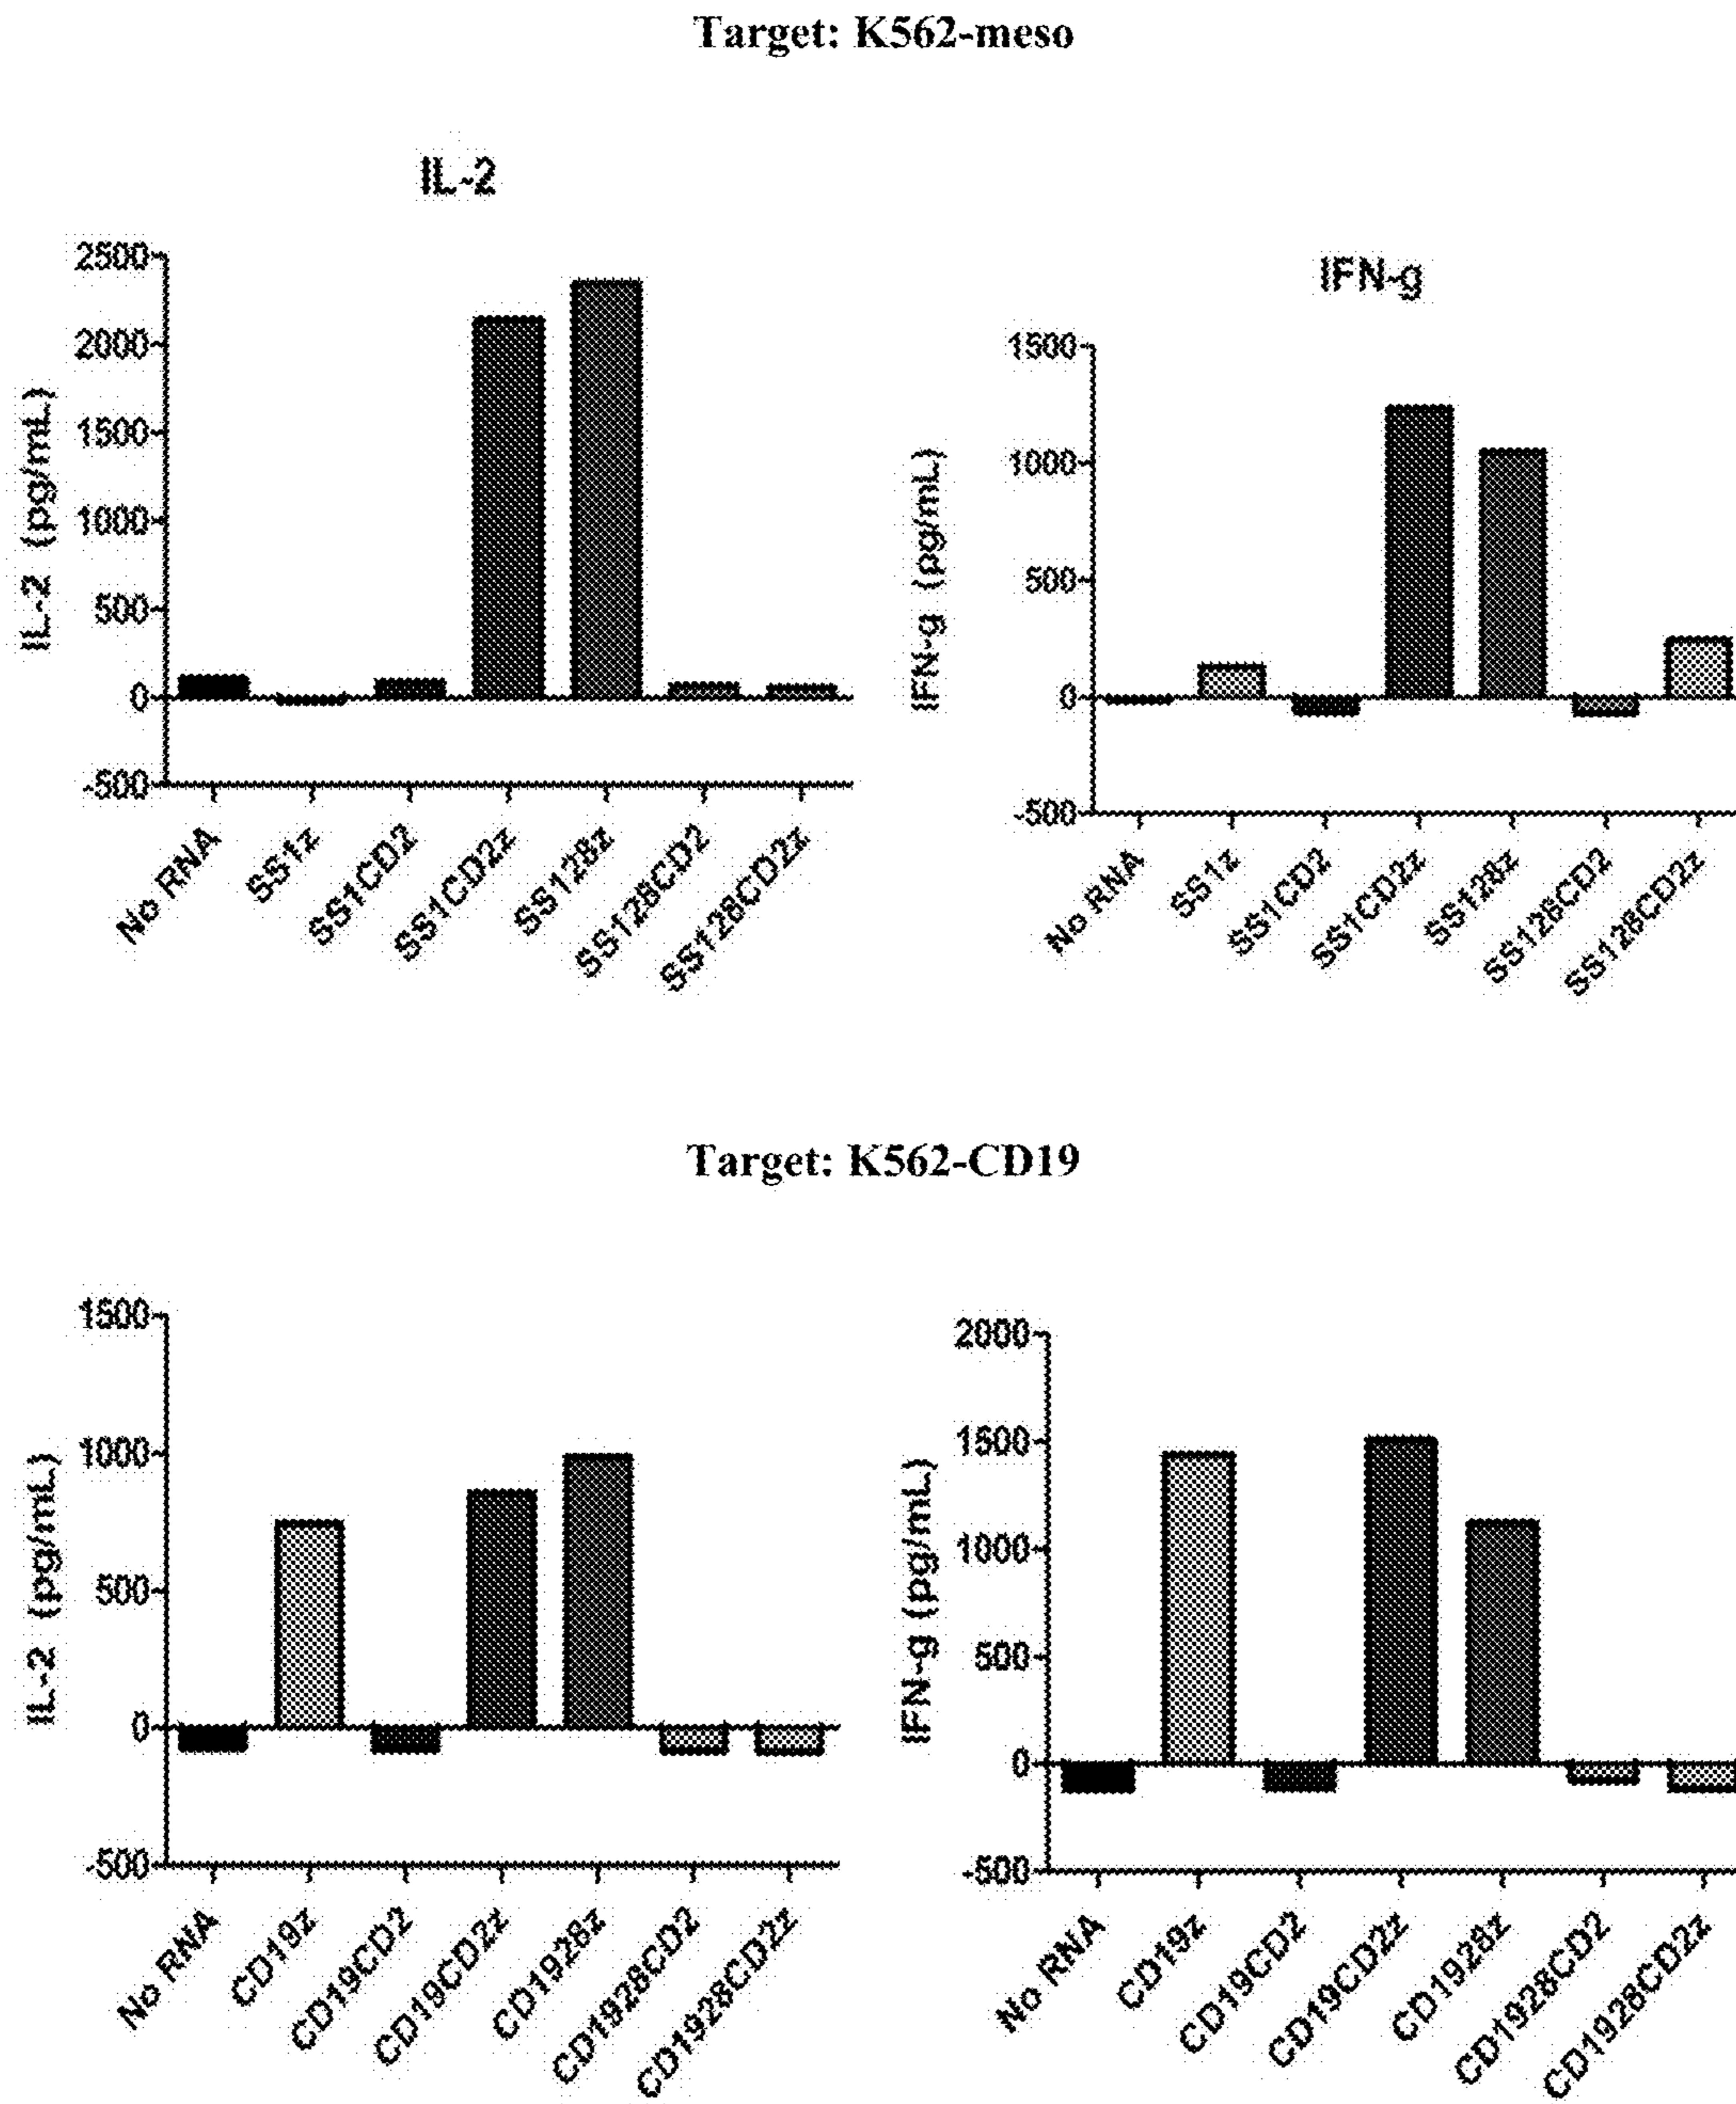 Target: K562-meso
IL-2
IL-2 (pg/mL)
2500
2000
1500
1000
500
0
-500
No RNA
SS1z
SS1CD2
SS1CD2z
SS128z
SS128CD2
SS128CD2z
IFN-g
IFN-g (pg/mL)
1500
1000
500
0
-500
No RNA
SS1z
SS1CD2
SS1CD2z
SS128z
SS128CD2
SS128CD2z
Target: K562-CD19
IL-2 (pg/mL)
1500
1000
500
0
-500
No RNA
CD19z
CD19CD2
CD19CD2z
CD1928z
CD1928CD2
CD1928CD2z
IFN-g (pg/mL)
2000
1500
1000
500
0
-500
No RNA
CD19z
CD19CD2
CD19CD2z
CD1928z
CD1928CD2
CD1928CD2z